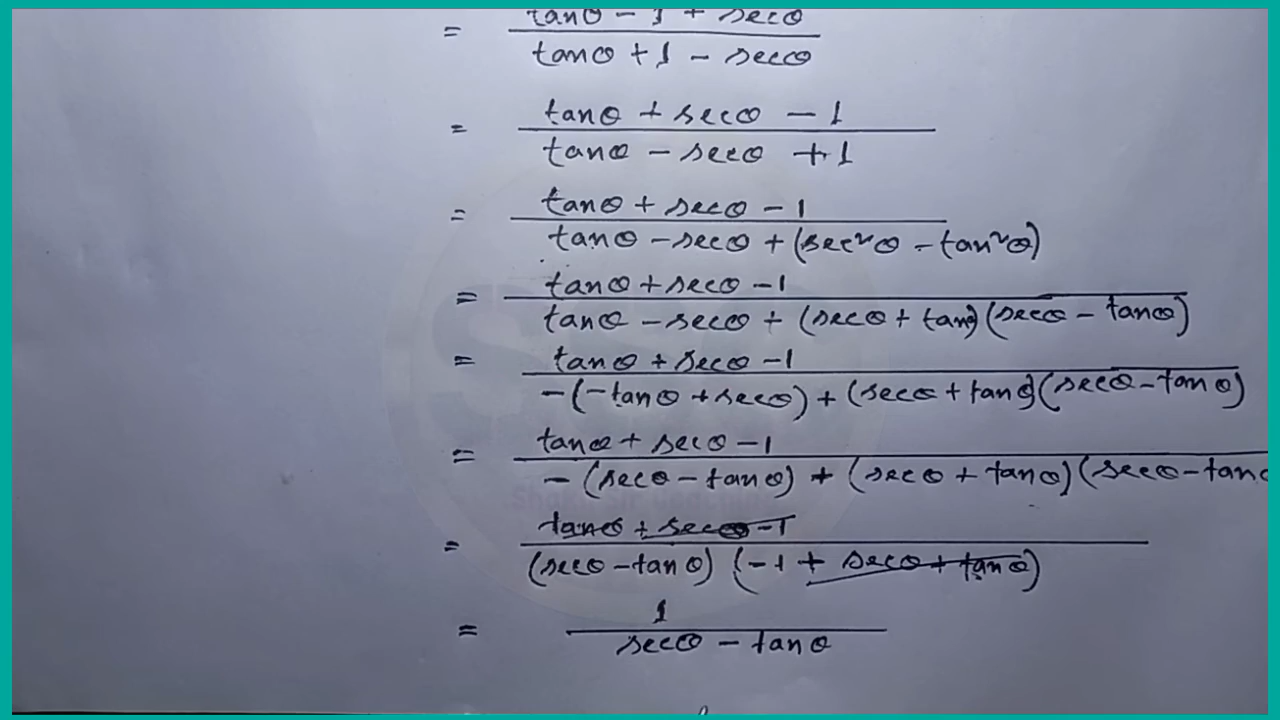 = tanθ - 1 + secθ
tanθ + 1 - secθ
= tanθ + secθ - 1
tanθ - secθ + 1
= tanθ + secθ - 1
tanθ - secθ + (sec²θ - tan²θ)
= tanθ + secθ - 1
tanθ - secθ + (secθ + tanθ)(secθ - tanθ)
= tanθ + secθ - 1
-(-tanθ + secθ) + (secθ + tanθ)(secθ - tanθ)
= tanθ + secθ - 1
-(secθ - tanθ) + (secθ + tanθ)(secθ - tanθ
= tanθ + secθ - 1
(secθ - tanθ) (-1 + secθ + tanθ)
= 1
secθ - tanθ